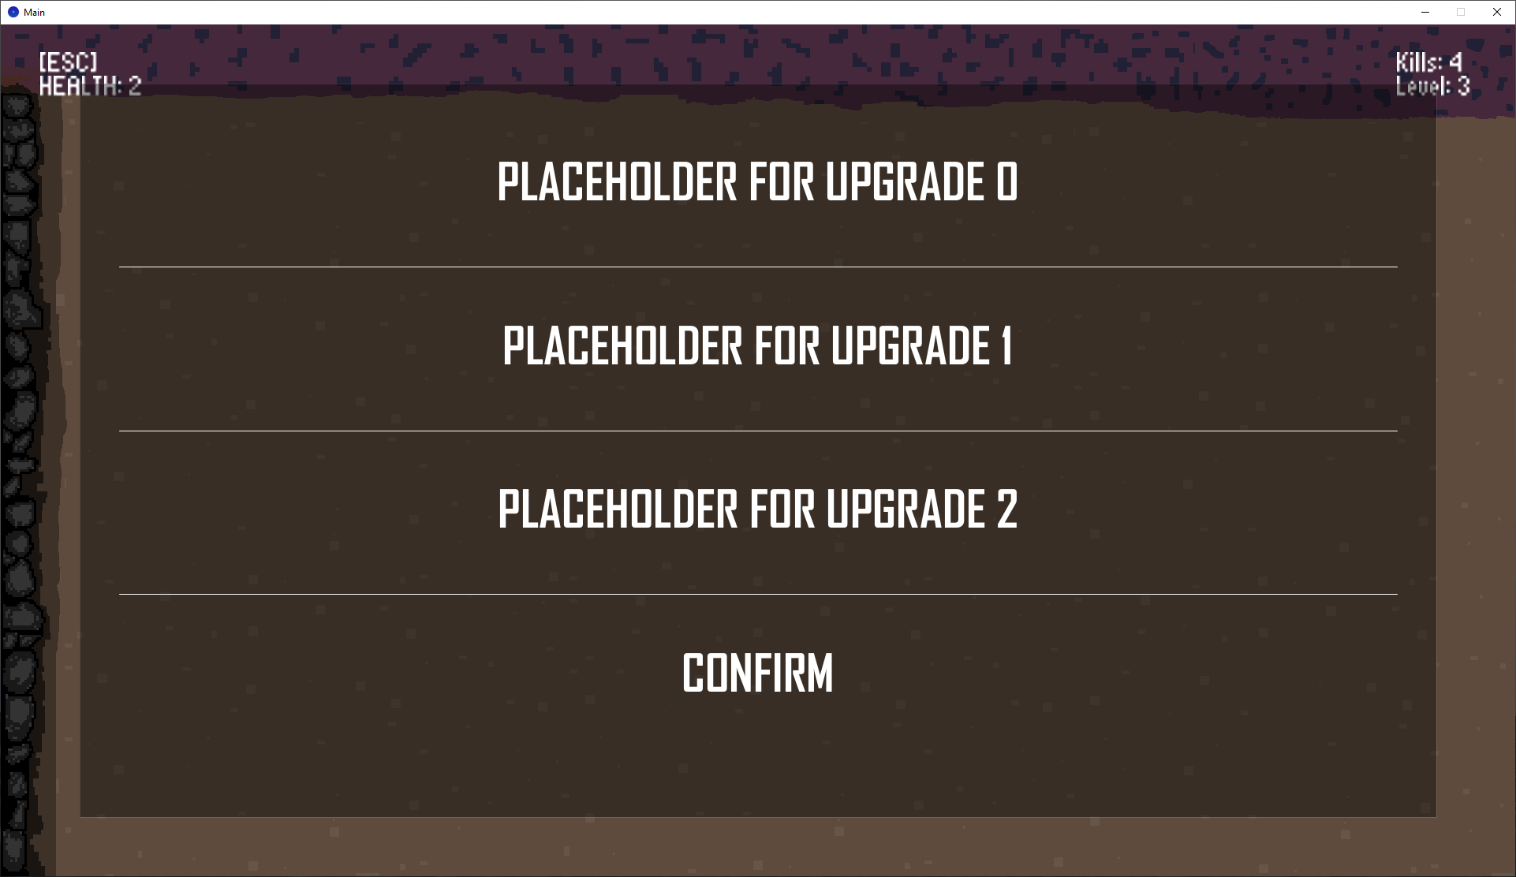 Main
[ESC]
HEALTH: 2
Kills: 4
Level: 3
PLACEHOLDER FOR UPGRADE 0
PLACEHOLDER FOR UPGRADE 1
PLACEHOLDER FOR UPGRADE 2
CONFIRM